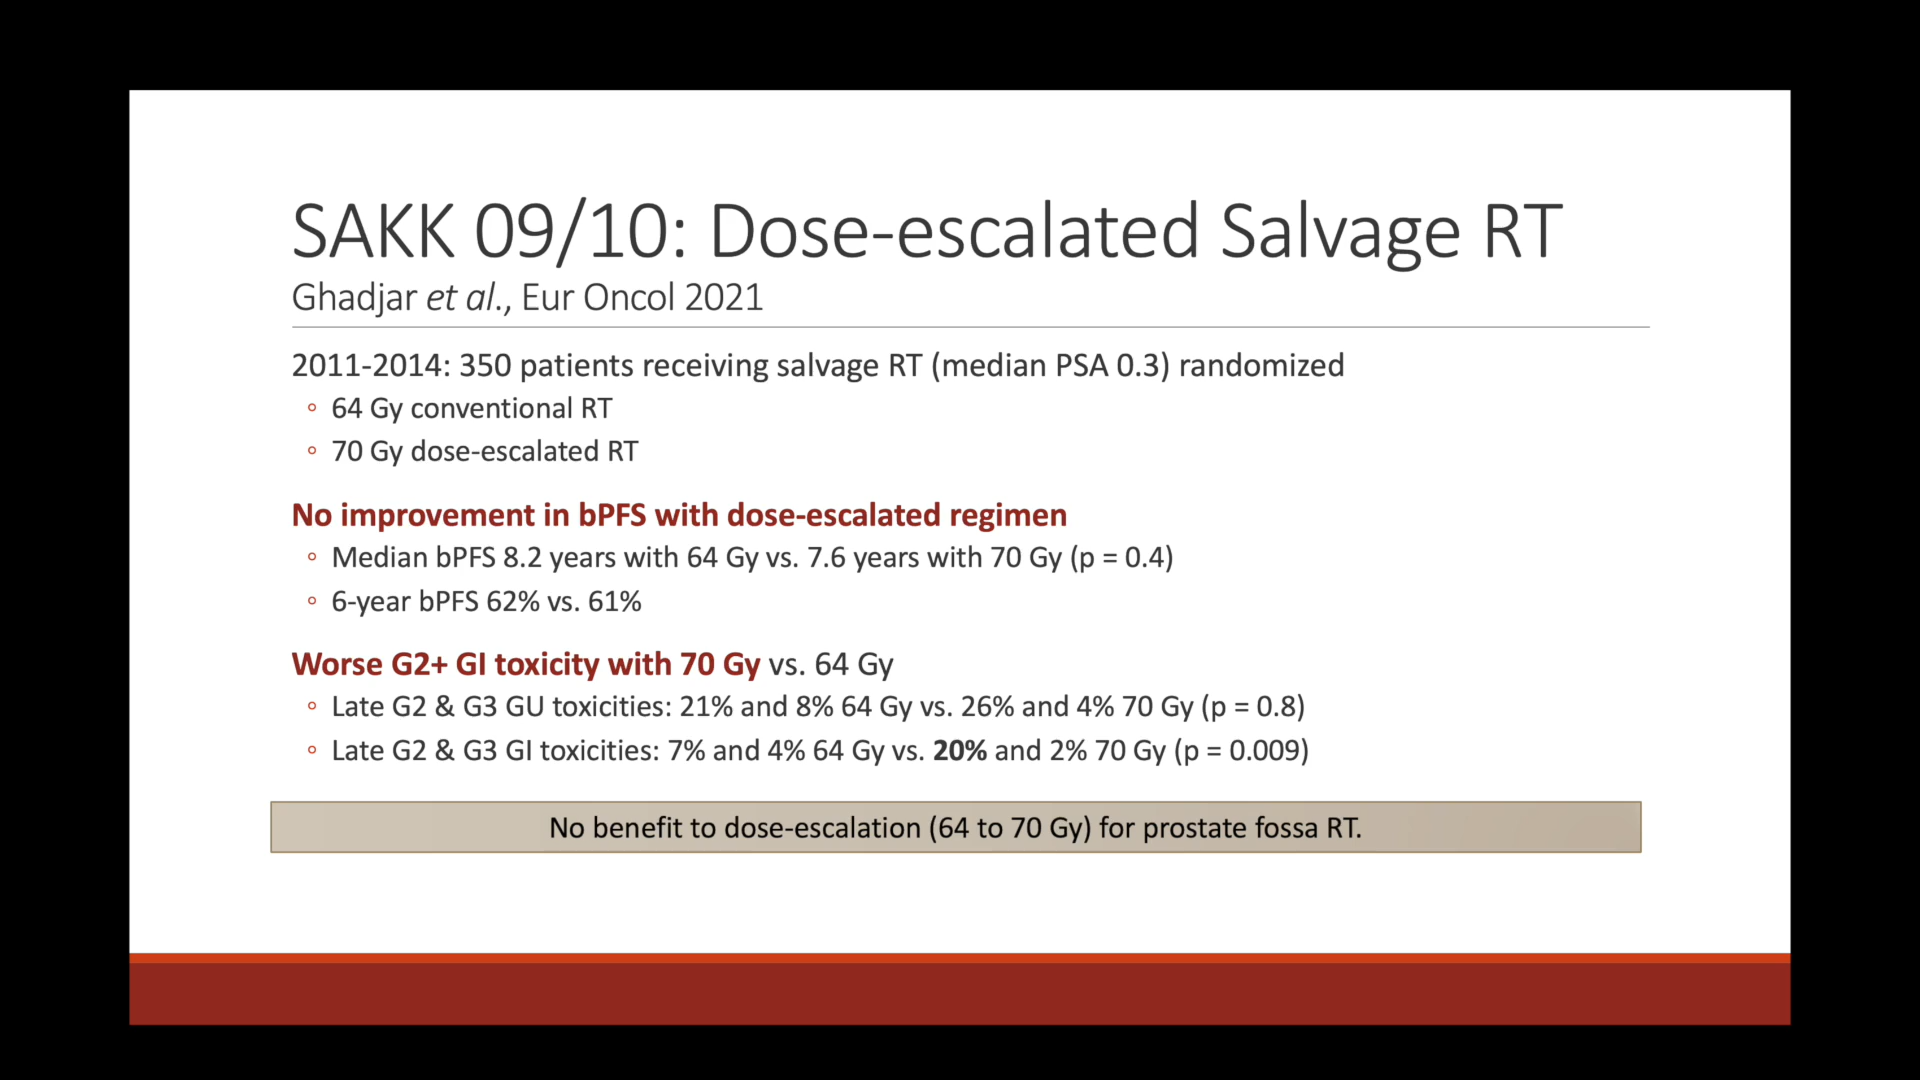 SAKK 09/10: Dose-escalated Salvage RT
Ghadjar et al., Eur Oncol 2021
2011-2014: 350 patients receiving salvage RT (median PSA 0.3) randomized
◦ 64 Gy conventional RT
◦ 70 Gy dose-escalated RT
No improvement in bPFS with dose-escalated regimen
◦ Median bPFS 8.2 years with 64 Gy vs. 7.6 years with 70 Gy (p = 0.4)
◦ 6-year bPFS 62% vs. 61%
Worse G2+ GI toxicity with 70 Gy vs. 64 Gy
◦ Late G2 & G3 GU toxicities: 21% and 8% 64 Gy vs. 26% and 4% 70 Gy (p = 0.8)
◦ Late G2 & G3 GI toxicities: 7% and 4% 64 Gy vs. 20% and 2% 70 Gy (p = 0.009)
No benefit to dose-escalation (64 to 70 Gy) for prostate fossa RT.